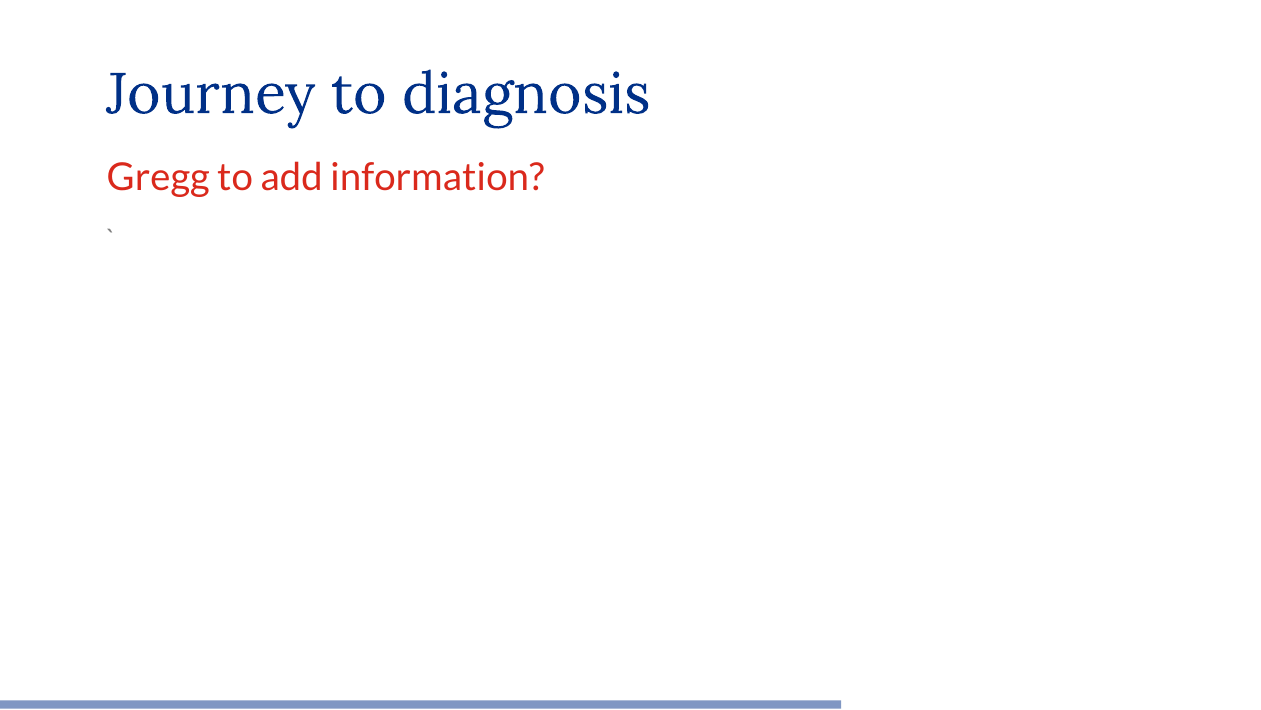 Journey to diagnosis
Gregg to add information?
`